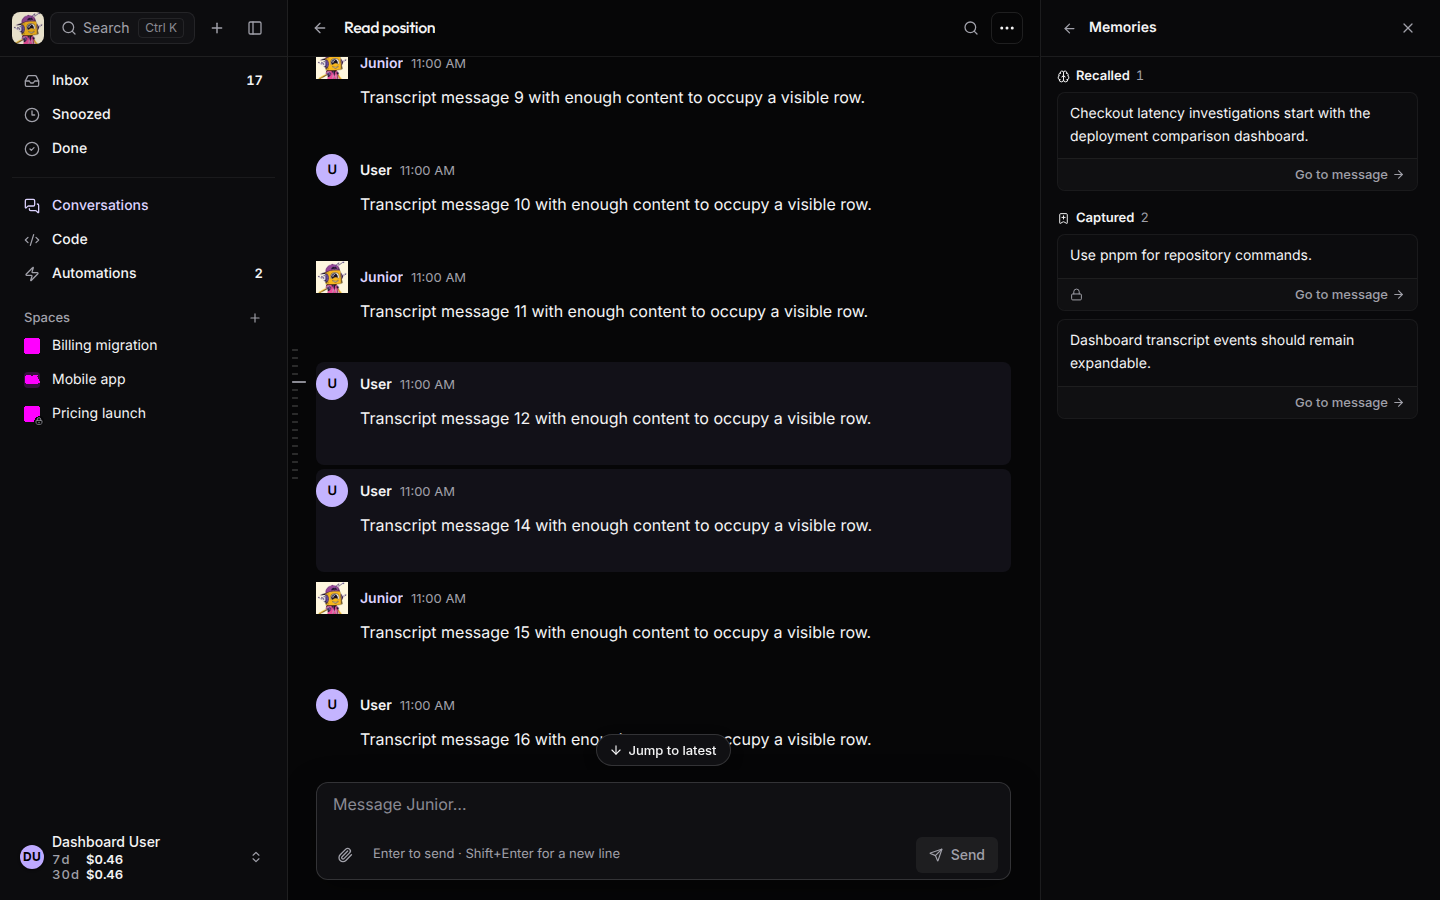 Search Ctrl K
Inbox 17
Snoozed
Done
Conversations
Code
Automations 2
Spaces
Billing migration
Mobile app
Pricing launch
DU Dashboard User
7d $0.46
30d $0.46
Read position
Junior 11:00 AM
Transcript message 9 with enough content to occupy a visible row.
U User 11:00 AM
Transcript message 10 with enough content to occupy a visible row.
Junior 11:00 AM
Transcript message 11 with enough content to occupy a visible row.
U User 11:00 AM
Transcript message 12 with enough content to occupy a visible row.
U User 11:00 AM
Transcript message 14 with enough content to occupy a visible row.
Junior 11:00 AM
Transcript message 15 with enough content to occupy a visible row.
U User 11:00 AM
Transcript message 16 with occupy a visible row.
Jump to latest
Message Junior...
Enter to send · Shift+Enter for a new line
Send
Memories
Recalled 1
Checkout latency investigations start with the
deployment comparison dashboard.
Go to message
Captured 2
Use pnpm for repository commands.
Go to message
Dashboard transcript events should remain
expandable.
Go to message